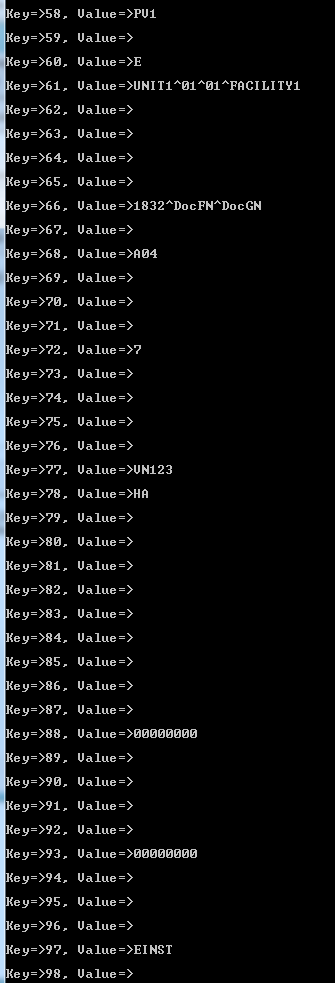 Key=>58, Value=>PV1
Key=>59, Value=>
Key=>60, Value=>E
Key=>61, Value=>UNIT1^01^01^FACILITY1
Key=>62, Value=>
Key=>63, Value=>
Key=>64, Value=>
Key=>65, Value=>
Key=>66, Value=>1832^DocFN^DocGN
Key=>67, Value=>
Key=>68, Value=>A04
Key=>69, Value=>
Key=>70, Value=>
Key=>71, Value=>
Key=>72, Value=>7
Key=>73, Value=>
Key=>74, Value=>
Key=>75, Value=>
Key=>76, Value=>
Key=>77, Value=>VN123
Key=>78, Value=>HA
Key=>79, Value=>
Key=>80, Value=>
Key=>81, Value=>
Key=>82, Value=>
Key=>83, Value=>
Key=>84, Value=>
Key=>85, Value=>
Key=>86, Value=>
Key=>87, Value=>
Key=>88, Value=>00000000
Key=>89, Value=>
Key=>90, Value=>
Key=>91, Value=>
Key=>92, Value=>
Key=>93, Value=>00000000
Key=>94, Value=>
Key=>95, Value=>
Key=>96, Value=>
Key=>97, Value=>EINST
Key=>98, Value=>